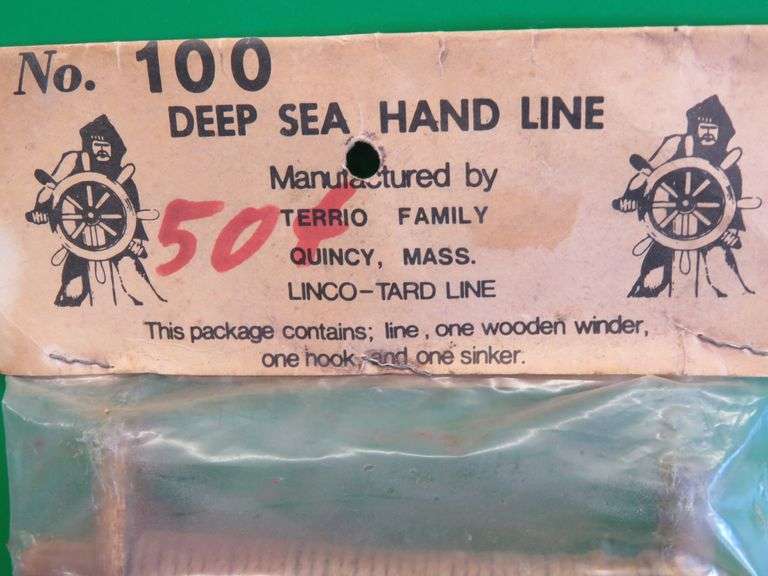 No. 100
DEEP SEA HAND LINE
Manufactured by
TERRIO FAMILY
50¢
QUINCY, MASS.
LINCO-TARD LINE
This package contains; line, one wooden winder,
one hook and one sinker.